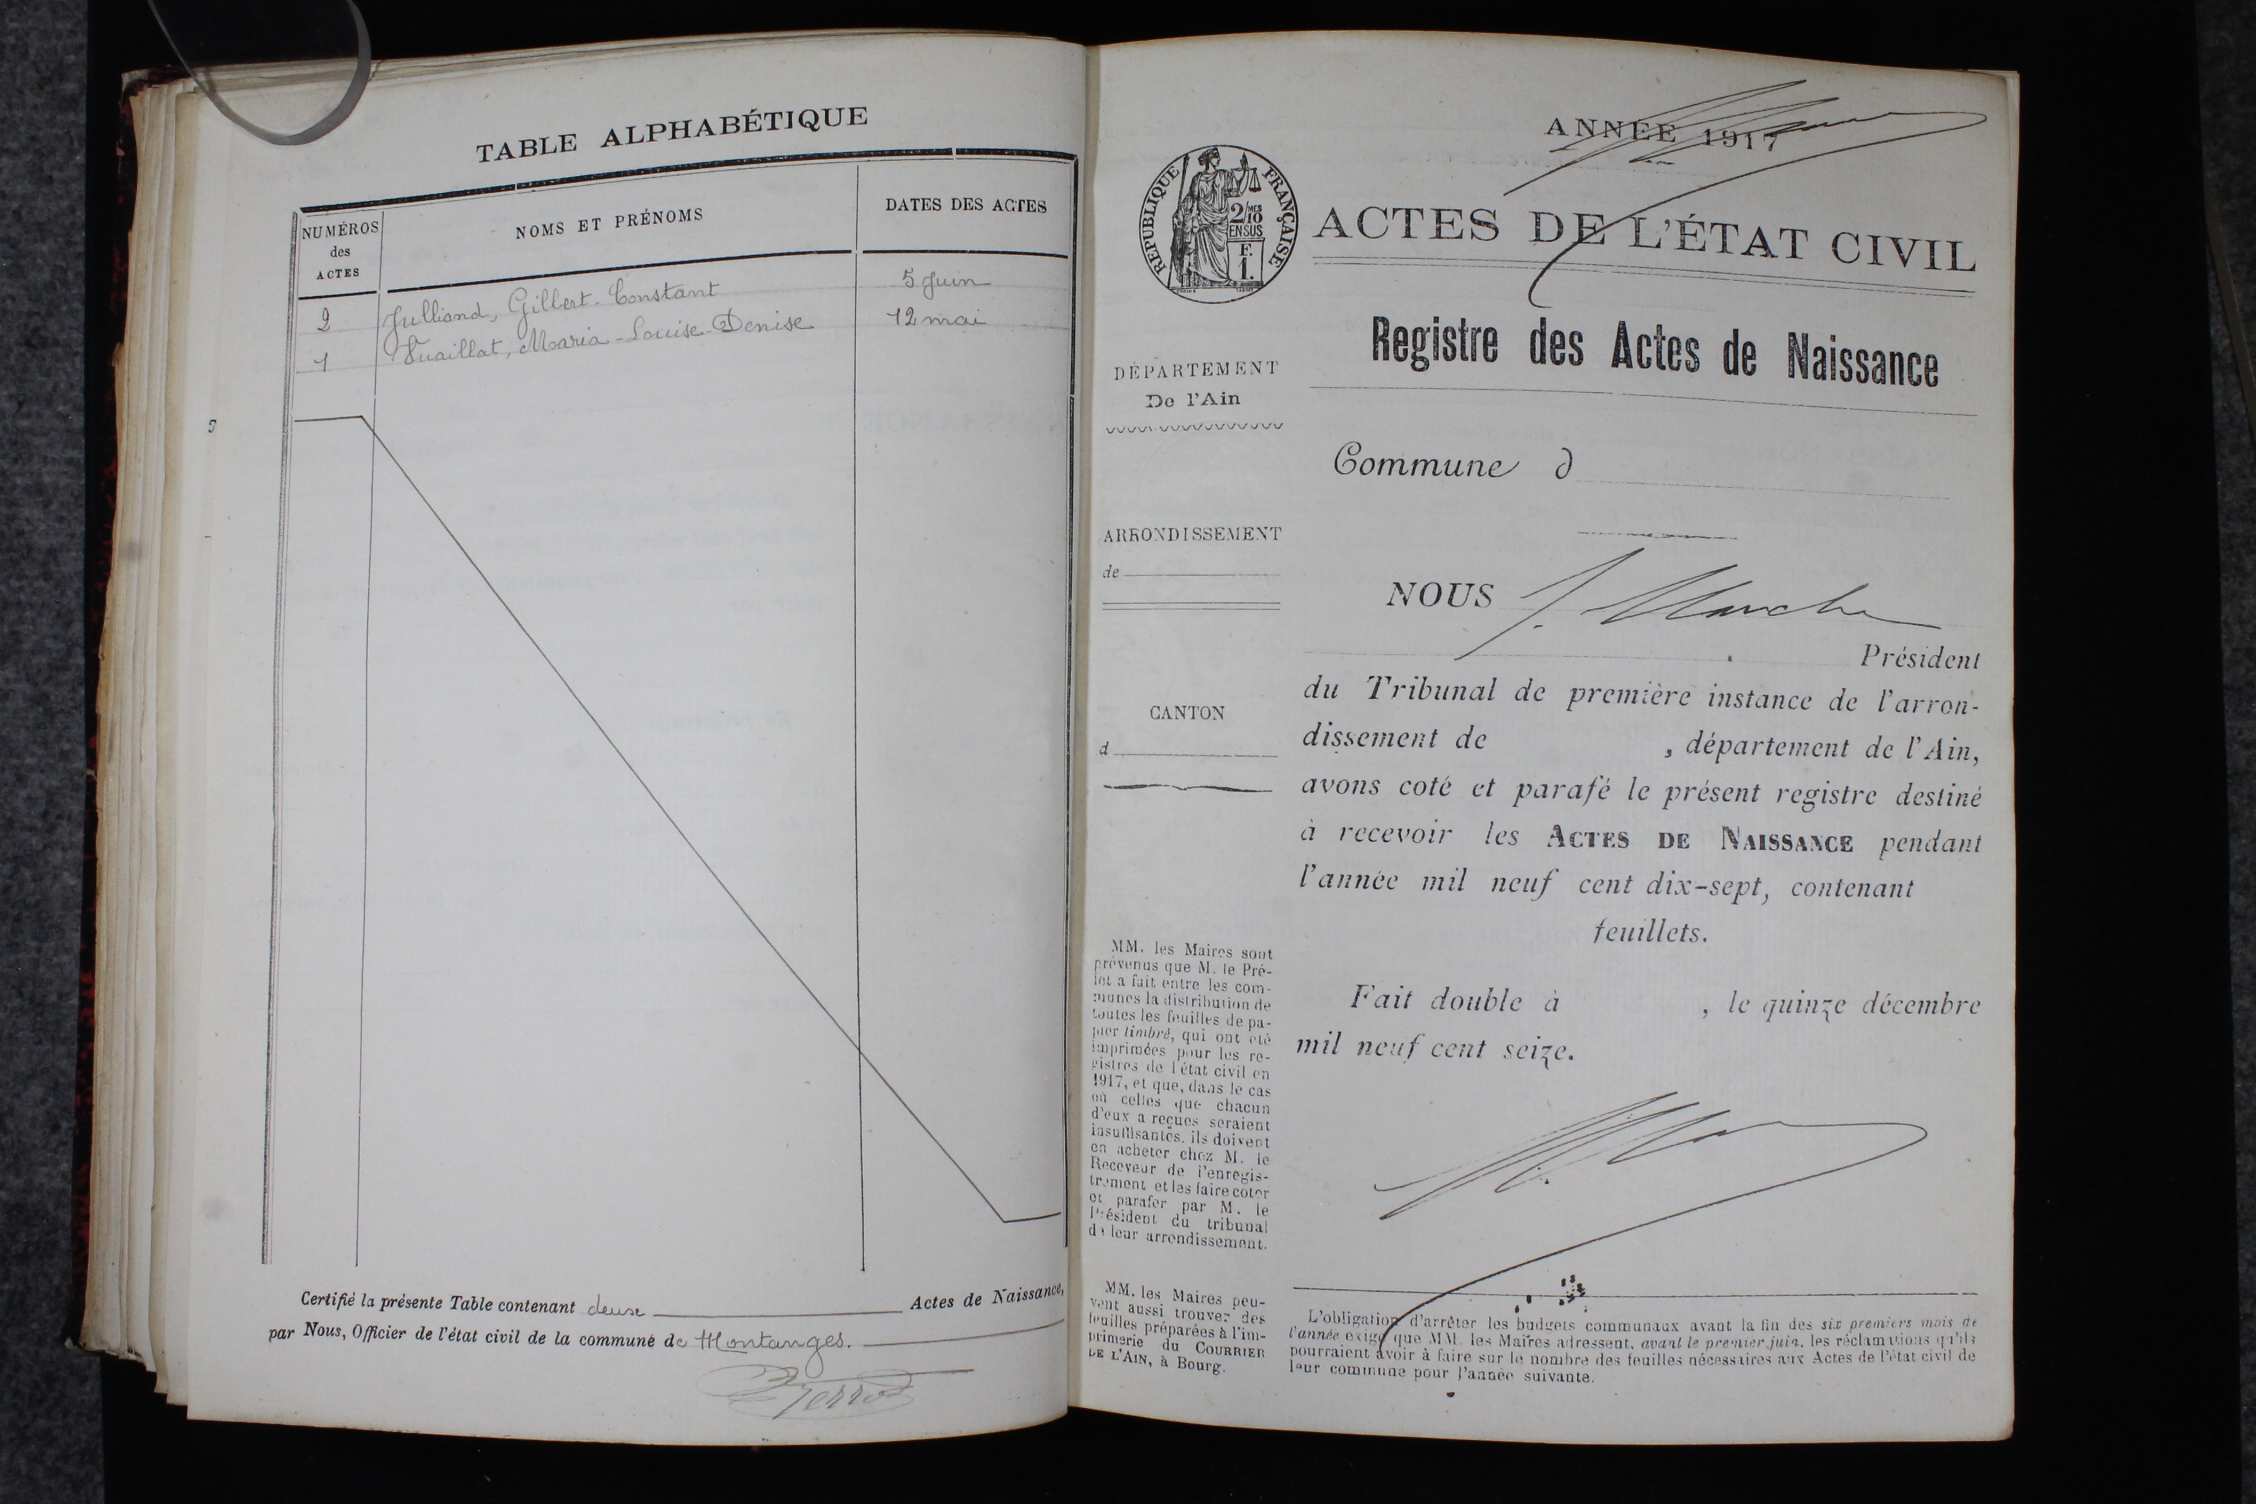 TABLE ALPHABÉTIQUE
NUMÉROS
des
ACTES
NOMS ET PRÉNOMS
DATES DES ACTES
2 Julliand, Gilbert-Constant 5 Juin
1 Vuaillat, Maria-Louise-Denise 12 mai
Certifié la présente Table contenant deux Actes de Naissance,
par Nous, Officier de l'état civil de la commune de Montanges.
ANNÉE 1917
RÉPUBLIQUE FRANÇAISE
2/10
MES
EN SUS
F.
1.
ACTES DE L'ÉTAT CIVIL
Registre des Actes de Naissance
DÉPARTEMENT
De l'Ain
Commune d
ARRONDISSEMENT
de
CANTON
d
NOUS
Président
du Tribunal de première instance de l'arron-
dissement de , département de l'Ain,
avons coté et parafé le présent registre destiné
à recevoir les ACTES DE NAISSANCE pendant
l'année mil neuf cent dix-sept, contenant
feuillets.
Fait double à , le quinze décembre
mil neuf cent seize.
MM. les Maires sont
prévenus que M. le Pré-
fet a fait entre les com-
munes la distribution de
toutes les feuilles de pa-
pier timbré, qui ont été
imprimées pour les re-
gistres de l'état civil en
1917, et que, dans le cas
où celles que chacun
d'eux a reçues seraient
insuffisantes, ils doivent
en acheter chez M. le
Receveur de l'enregis-
trement et les faire coter
et parafer par M. le
Président du tribunal
de leur arrondissement.
MM. les Maires peu-
vent aussi trouver des
feuilles préparées à l'im-
primerie du COURRIER
DE L'AIN, à Bourg.
L'obligation d'arrêter les budgets communaux avant la fin des six premiers mois de
l'année exige que MM. les Maires adressent, avant le premier juin, les réclamations qu'ils
pourraient avoir à faire sur le nombre des feuilles nécessaires aux Actes de l'état civil de
leur commune pour l'année suivante.